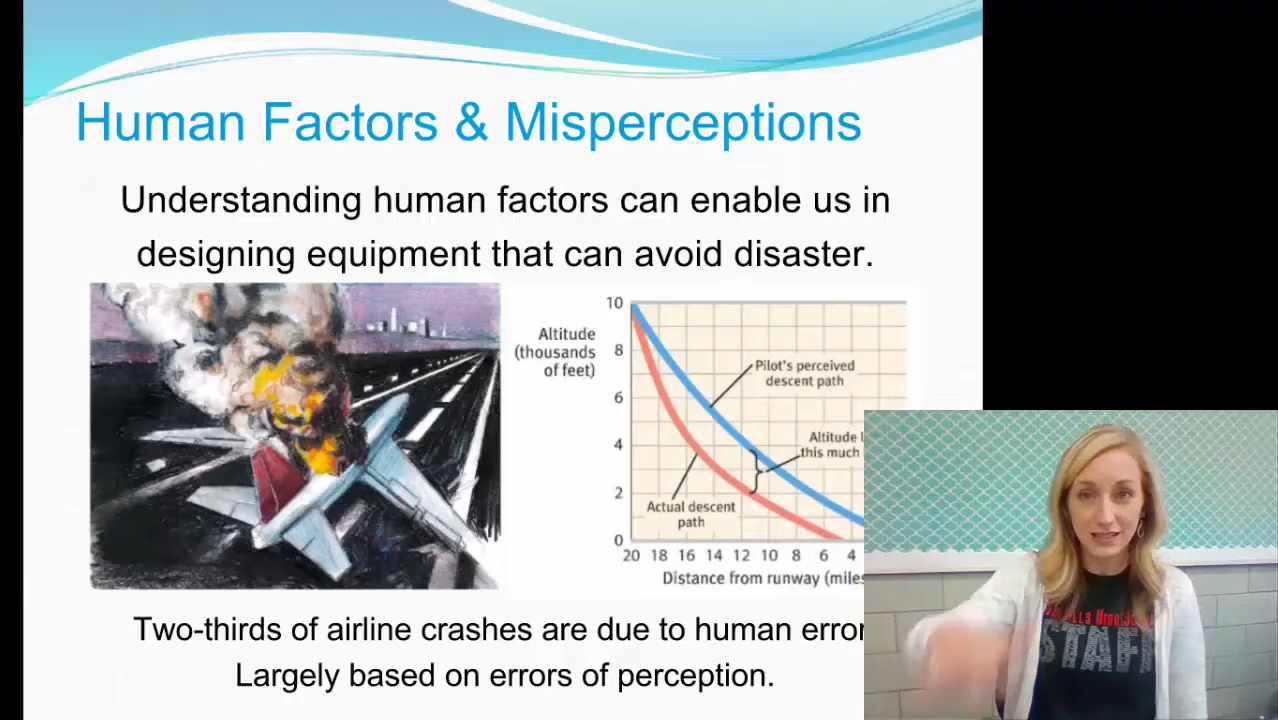 Human Factors & Misperceptions
Understanding human factors can enable us in
designing equipment that can avoid disaster.
10
8
6
4
2
0
Altitude
(thousands
of feet)
Pilot's perceived
descent path
Altitude
this much
Actual descent
path
20 18 16 14 12 10 8 6 4
Distance from runway (miles
Two-thirds of airline crashes are due to human error
Largely based on errors of perception.
STAFF